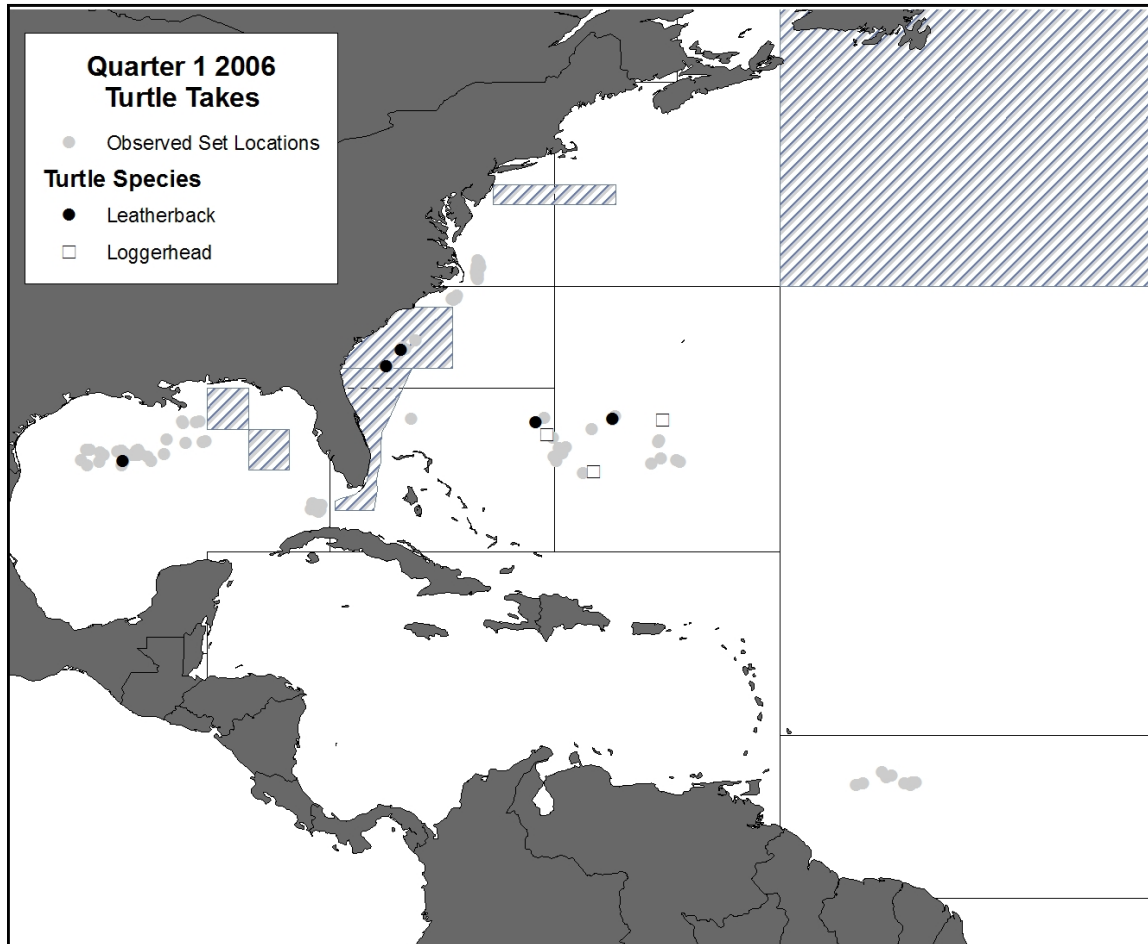 Quarter 1 2006
Turtle Takes
Observed Set Locations
Turtle Species
Leatherback
Loggerhead